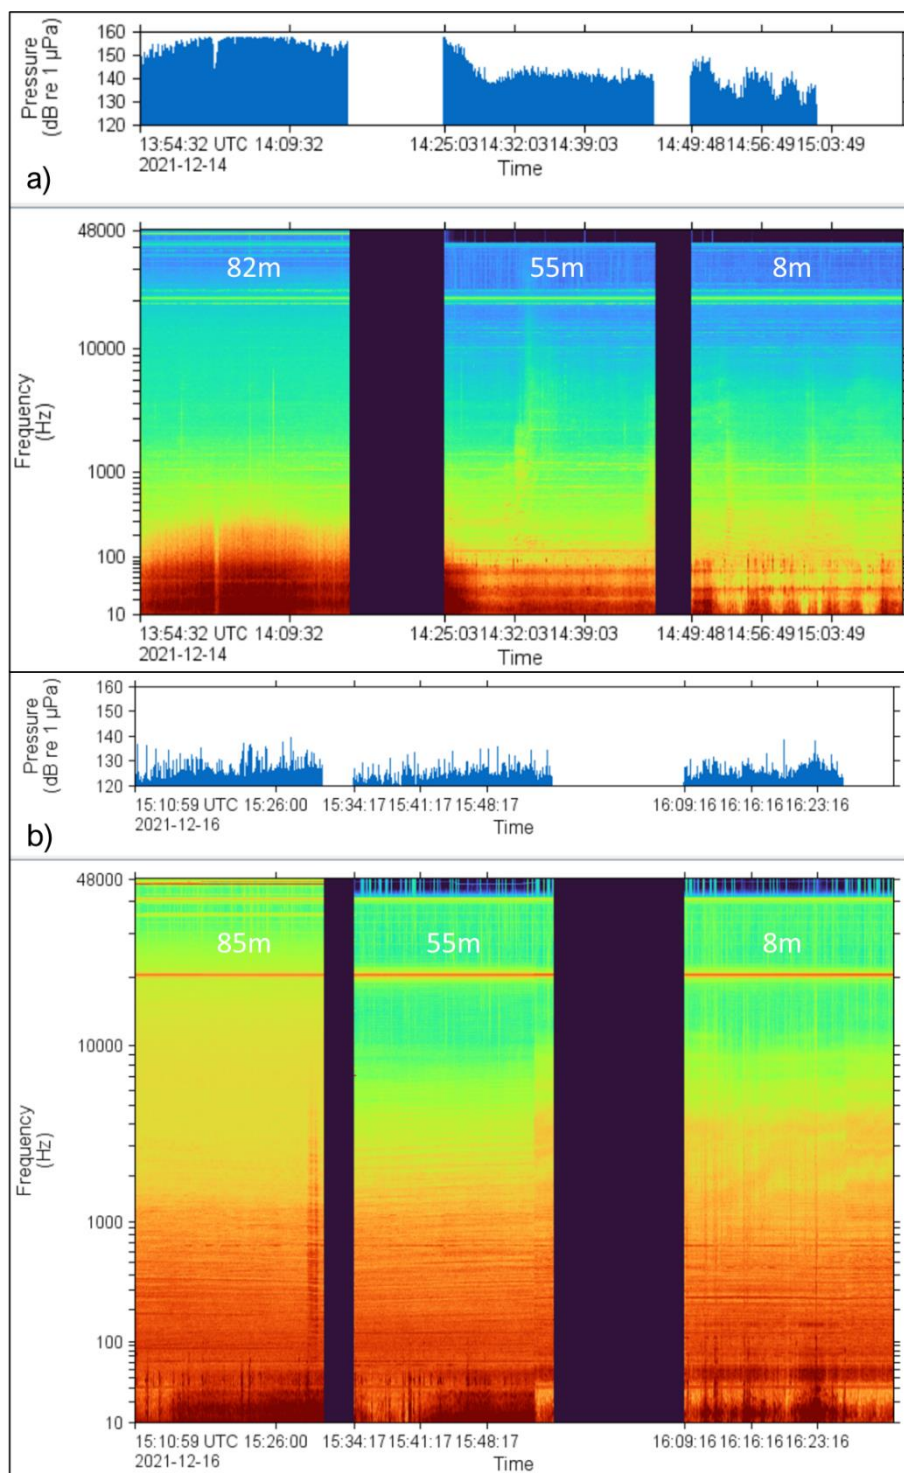 160
150
140
130
120
Pressure
(dB re 1 µPa)
13:54:32 UTC 14:09:32
14:25:03 14:32:03 14:39:03
14:49:48 14:56:49 15:03:49
2021-12-14
Time
a)
48000
10000
1000
100
10
Frequency
(Hz)
82m
55m
8m
13:54:32 UTC 14:09:32
14:25:03 14:32:03 14:39:03
14:49:48 14:56:49 15:03:49
2021-12-14
Time
160
150
140
130
120
Pressure
(dB re 1 µPa)
15:10:59 UTC 15:26:00
15:34:17 15:41:17 15:48:17
16:09:16 16:16:16 16:23:16
2021-12-16
Time
b)
48000
10000
1000
100
10
Frequency
(Hz)
85m
55m
8m
15:10:59 UTC 15:26:00
15:34:17 15:41:17 15:48:17
16:09:16 16:16:16 16:23:16
2021-12-16
Time